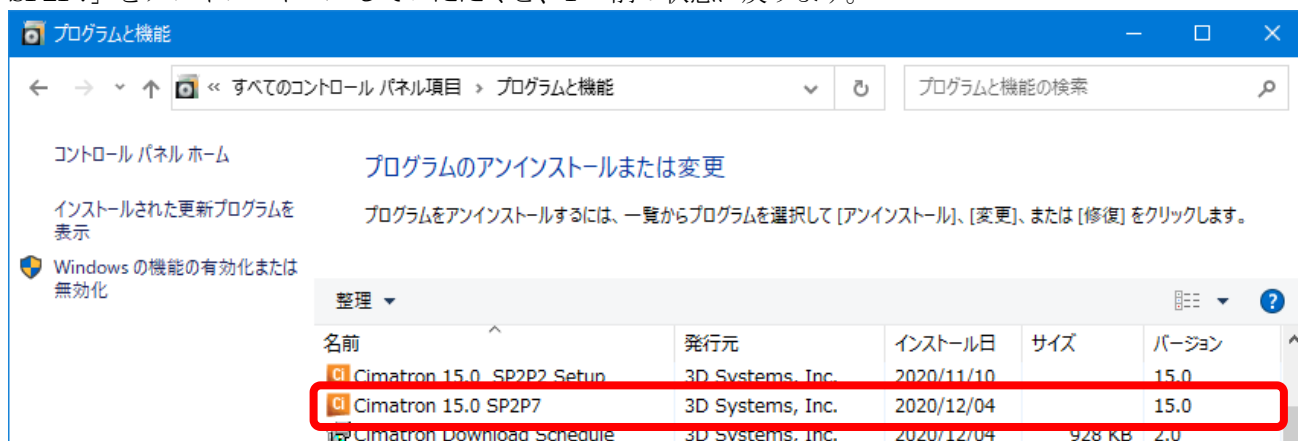 プログラムと機能
« すべてのコントロール パネル項目 › プログラムと機能
プログラムと機能の検索
コントロール パネル ホーム
インストールされた更新プログラムを
表示
Windows の機能の有効化または
無効化
プログラムのアンインストールまたは変更
プログラムをアンインストールするには、一覧からプログラムを選択して [アンインストール]、[変更]、または [修復] をクリックします。
整理
名前 発行元 インストール日 サイズ バージョン
Cimatron 15.0 SP2P2 Setup 3D Systems, Inc. 2020/11/10 15.0
Cimatron 15.0 SP2P7 3D Systems, Inc. 2020/12/04 15.0
Cimatron Download Schedule 3D Systems, Inc. 2020/12/04 928 KB 2.0